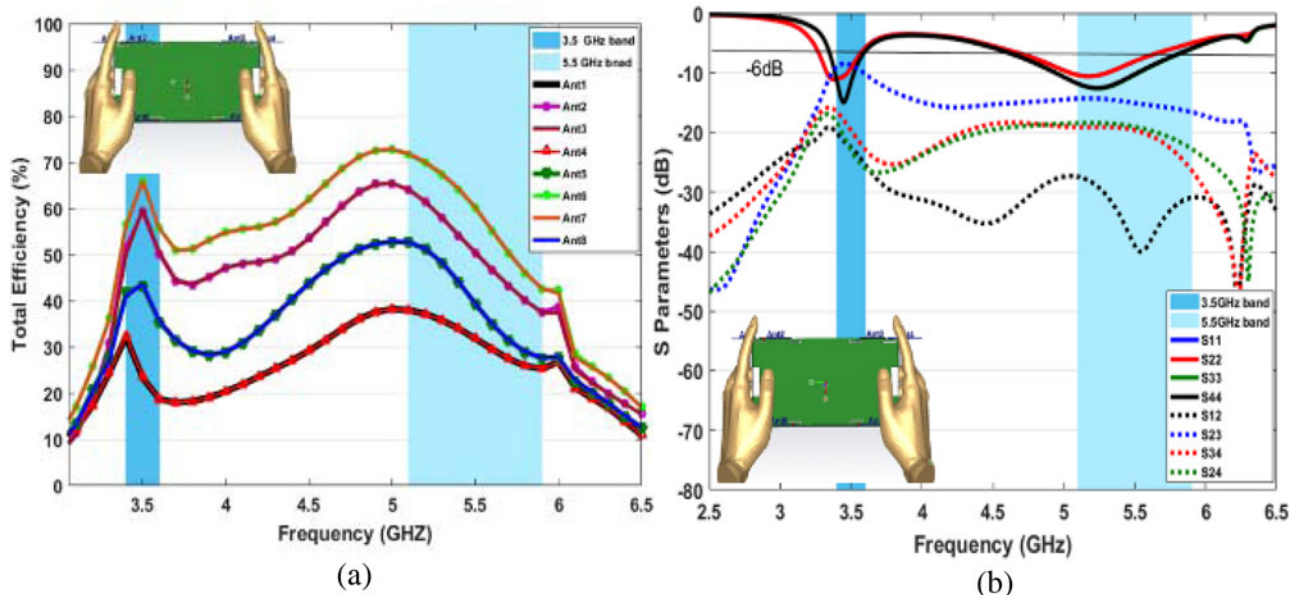 100
90
80
70
60
50
40
30
20
10
0
Total Efficiency (%)
3.5 GHz band
5.5 GHz bnad
Ant1
Ant2
Ant3
Ant4
Ant5
Ant6
Ant7
Ant8
3.5 4 4.5 5 5.5 6 6.5
Frequency (GHZ)
(a)
0
-10
-20
-30
-40
-50
-60
-70
-80
S Parameters (dB)
-6dB
3.5GHz band
5.5GHz band
S11
S22
S33
S44
S12
S23
S34
S24
2.5 3 3.5 4 4.5 5 5.5 6 6.5
Frequency (GHz)
(b)